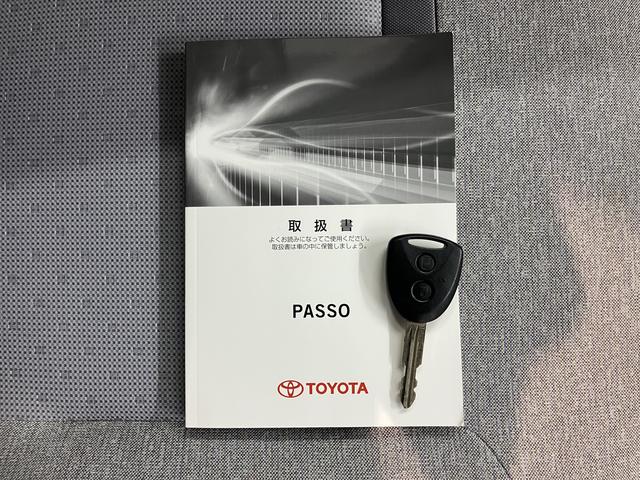 取扱書
よくお読みになってご使用ください。
取扱書は車の中に保管しましょう。
PASSO
TOYOTA